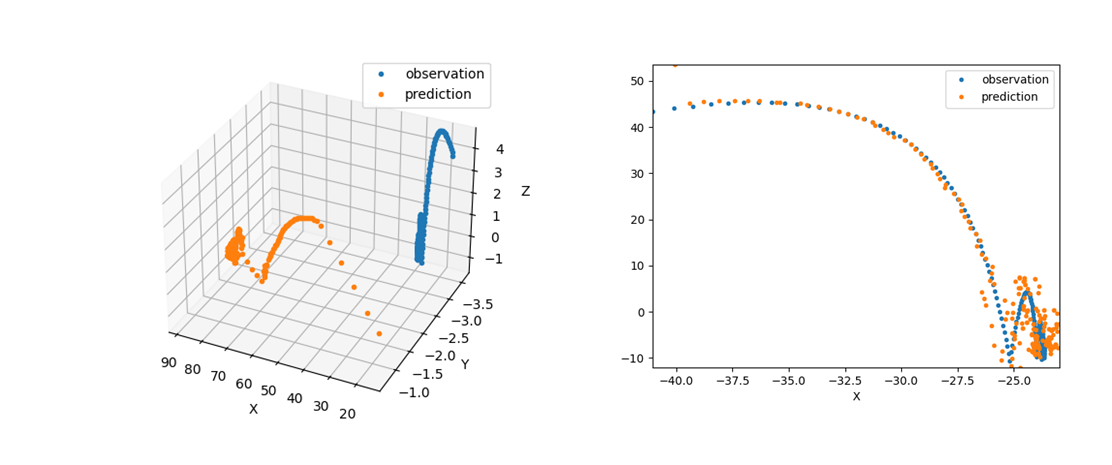 observation
prediction
4
3
2
1
0
−1
Z
−3.5
−3.0
−2.5
−2.0
−1.5
−1.0
Y
90 80 70 60 50 40 30 20
X
observation
prediction
50
40
30
20
10
0
−10
−40.0 −37.5 −35.0 −32.5 −30.0 −27.5 −25.0
X